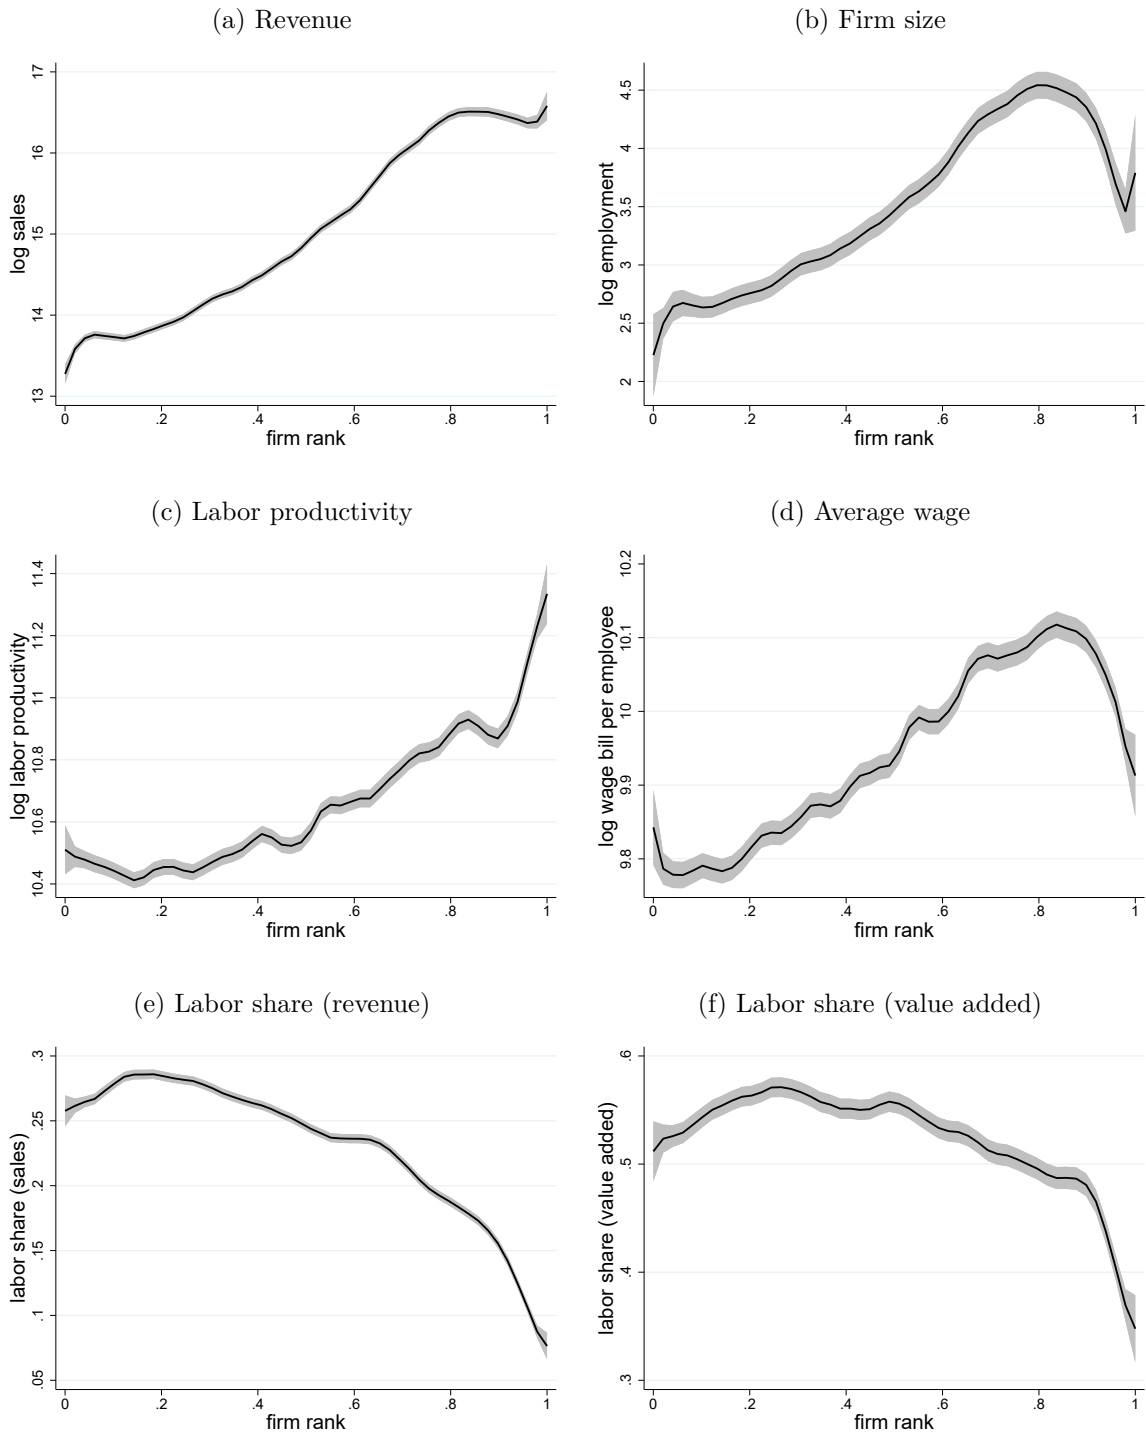 (a) Revenue
17
16
15
14
13
log sales
0 .2 .4 .6 .8 1
firm rank
(b) Firm size
4.5
4
3.5
3
2.5
2
log employment
0 .2 .4 .6 .8 1
firm rank
(c) Labor productivity
11.4
11.2
11
10.8
10.6
10.4
log labor productivity
0 .2 .4 .6 .8 1
firm rank
(d) Average wage
10.2
10.1
10
9.9
9.8
log wage bill per employee
0 .2 .4 .6 .8 1
firm rank
(e) Labor share (revenue)
.3
.25
.2
.15
.1
.05
labor share (sales)
0 .2 .4 .6 .8 1
firm rank
(f) Labor share (value added)
.6
.5
.4
.3
labor share (value added)
0 .2 .4 .6 .8 1
firm rank